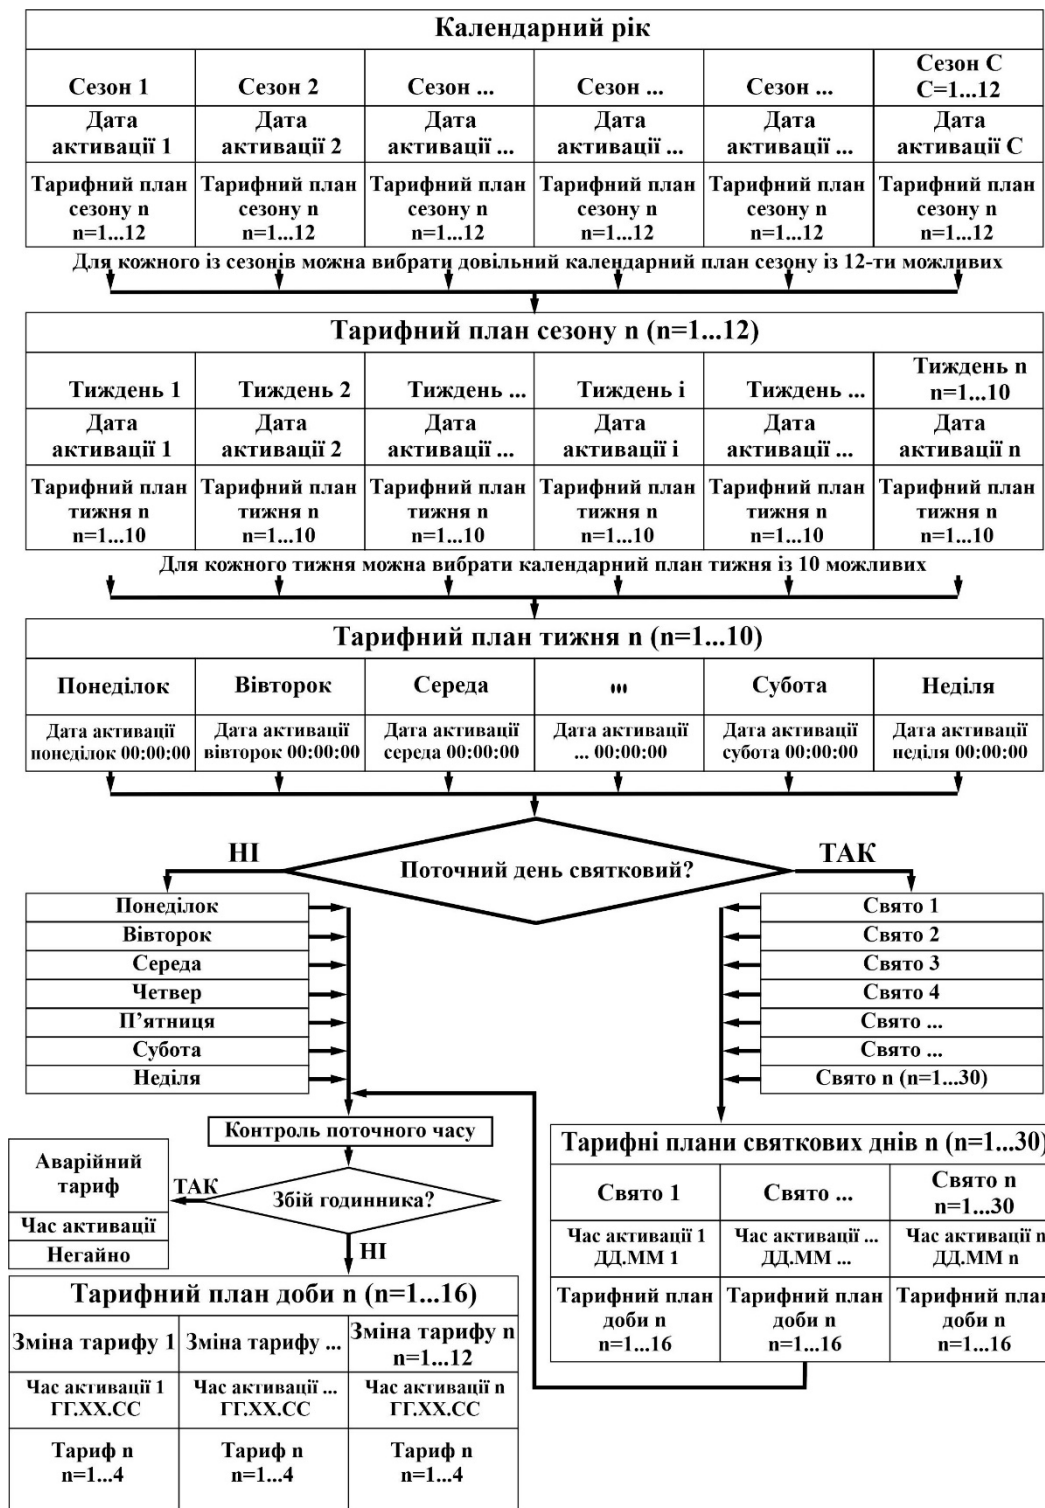 Календарний рік
Сезон 1
Сезон 2
Сезон ...
Сезон ...
Сезон ...
Сезон С
С=1...12
Дата
активації 1
Дата
активації 2
Дата
активації ...
Дата
активації ...
Дата
активації ...
Дата
активації С
Тарифний план
сезону n
n=1...12
Тарифний план
сезону n
n=1...12
Тарифний план
сезону n
n=1...12
Тарифний план
сезону n
n=1...12
Тарифний план
сезону n
n=1...12
Тарифний план
сезону n
n=1...12
Для кожного із сезонів можна вибрати довільний календарний план сезону із 12-ти можливих
Тарифний план сезону n (n=1...12)
Тиждень 1
Тиждень 2
Тиждень ...
Тиждень i
Тиждень ...
Тиждень n
n=1...10
Дата
активації 1
Дата
активації 2
Дата
активації ...
Дата
активації i
Дата
активації ...
Дата
активації n
Тарифний план
тижня n
n=1...10
Тарифний план
тижня n
n=1...10
Тарифний план
тижня n
n=1...10
Тарифний план
тижня n
n=1...10
Тарифний план
тижня n
n=1...10
Тарифний план
тижня n
n=1...10
Для кожного тижня можна вибрати календарний план тижня із 10 можливих
Тарифний план тижня n (n=1...10)
Понеділок
Вівторок
Середа
...
Субота
Неділя
Дата активації
понеділок 00:00:00
Дата активації
вівторок 00:00:00
Дата активації
середа 00:00:00
Дата активації
... 00:00:00
Дата активації
субота 00:00:00
Дата активації
неділя 00:00:00
НІ
Поточний день святковий?
ТАК
Понеділок
Вівторок
Середа
Четвер
П’ятниця
Субота
Неділя
Свято 1
Свято 2
Свято 3
Свято 4
Свято ...
Свято ...
Свято n (n=1...30)
Контроль поточного часу
Збій годинника?
ТАК
НІ
Аварійний
тариф
Час активації
Негайно
Тарифні плани святкових днів n (n=1...30)
Свято 1
Свято ...
Свято n
n=1...30
Час активації 1
ДД.ММ 1
Час активації ...
ДД.ММ ...
Час активації n
ДД.ММ n
Тарифний план
доби n
n=1...16
Тарифний план
доби n
n=1...16
Тарифний план
доби n
n=1...16
Тарифний план доби n (n=1...16)
Зміна тарифу 1
Зміна тарифу ...
Зміна тарифу n
n=1...12
Час активації 1
ГГ.ХХ.СС
Час активації ...
ГГ.ХХ.СС
Час активації n
ГГ.ХХ.СС
Тариф n
n=1...4
Тариф n
n=1...4
Тариф n
n=1...4